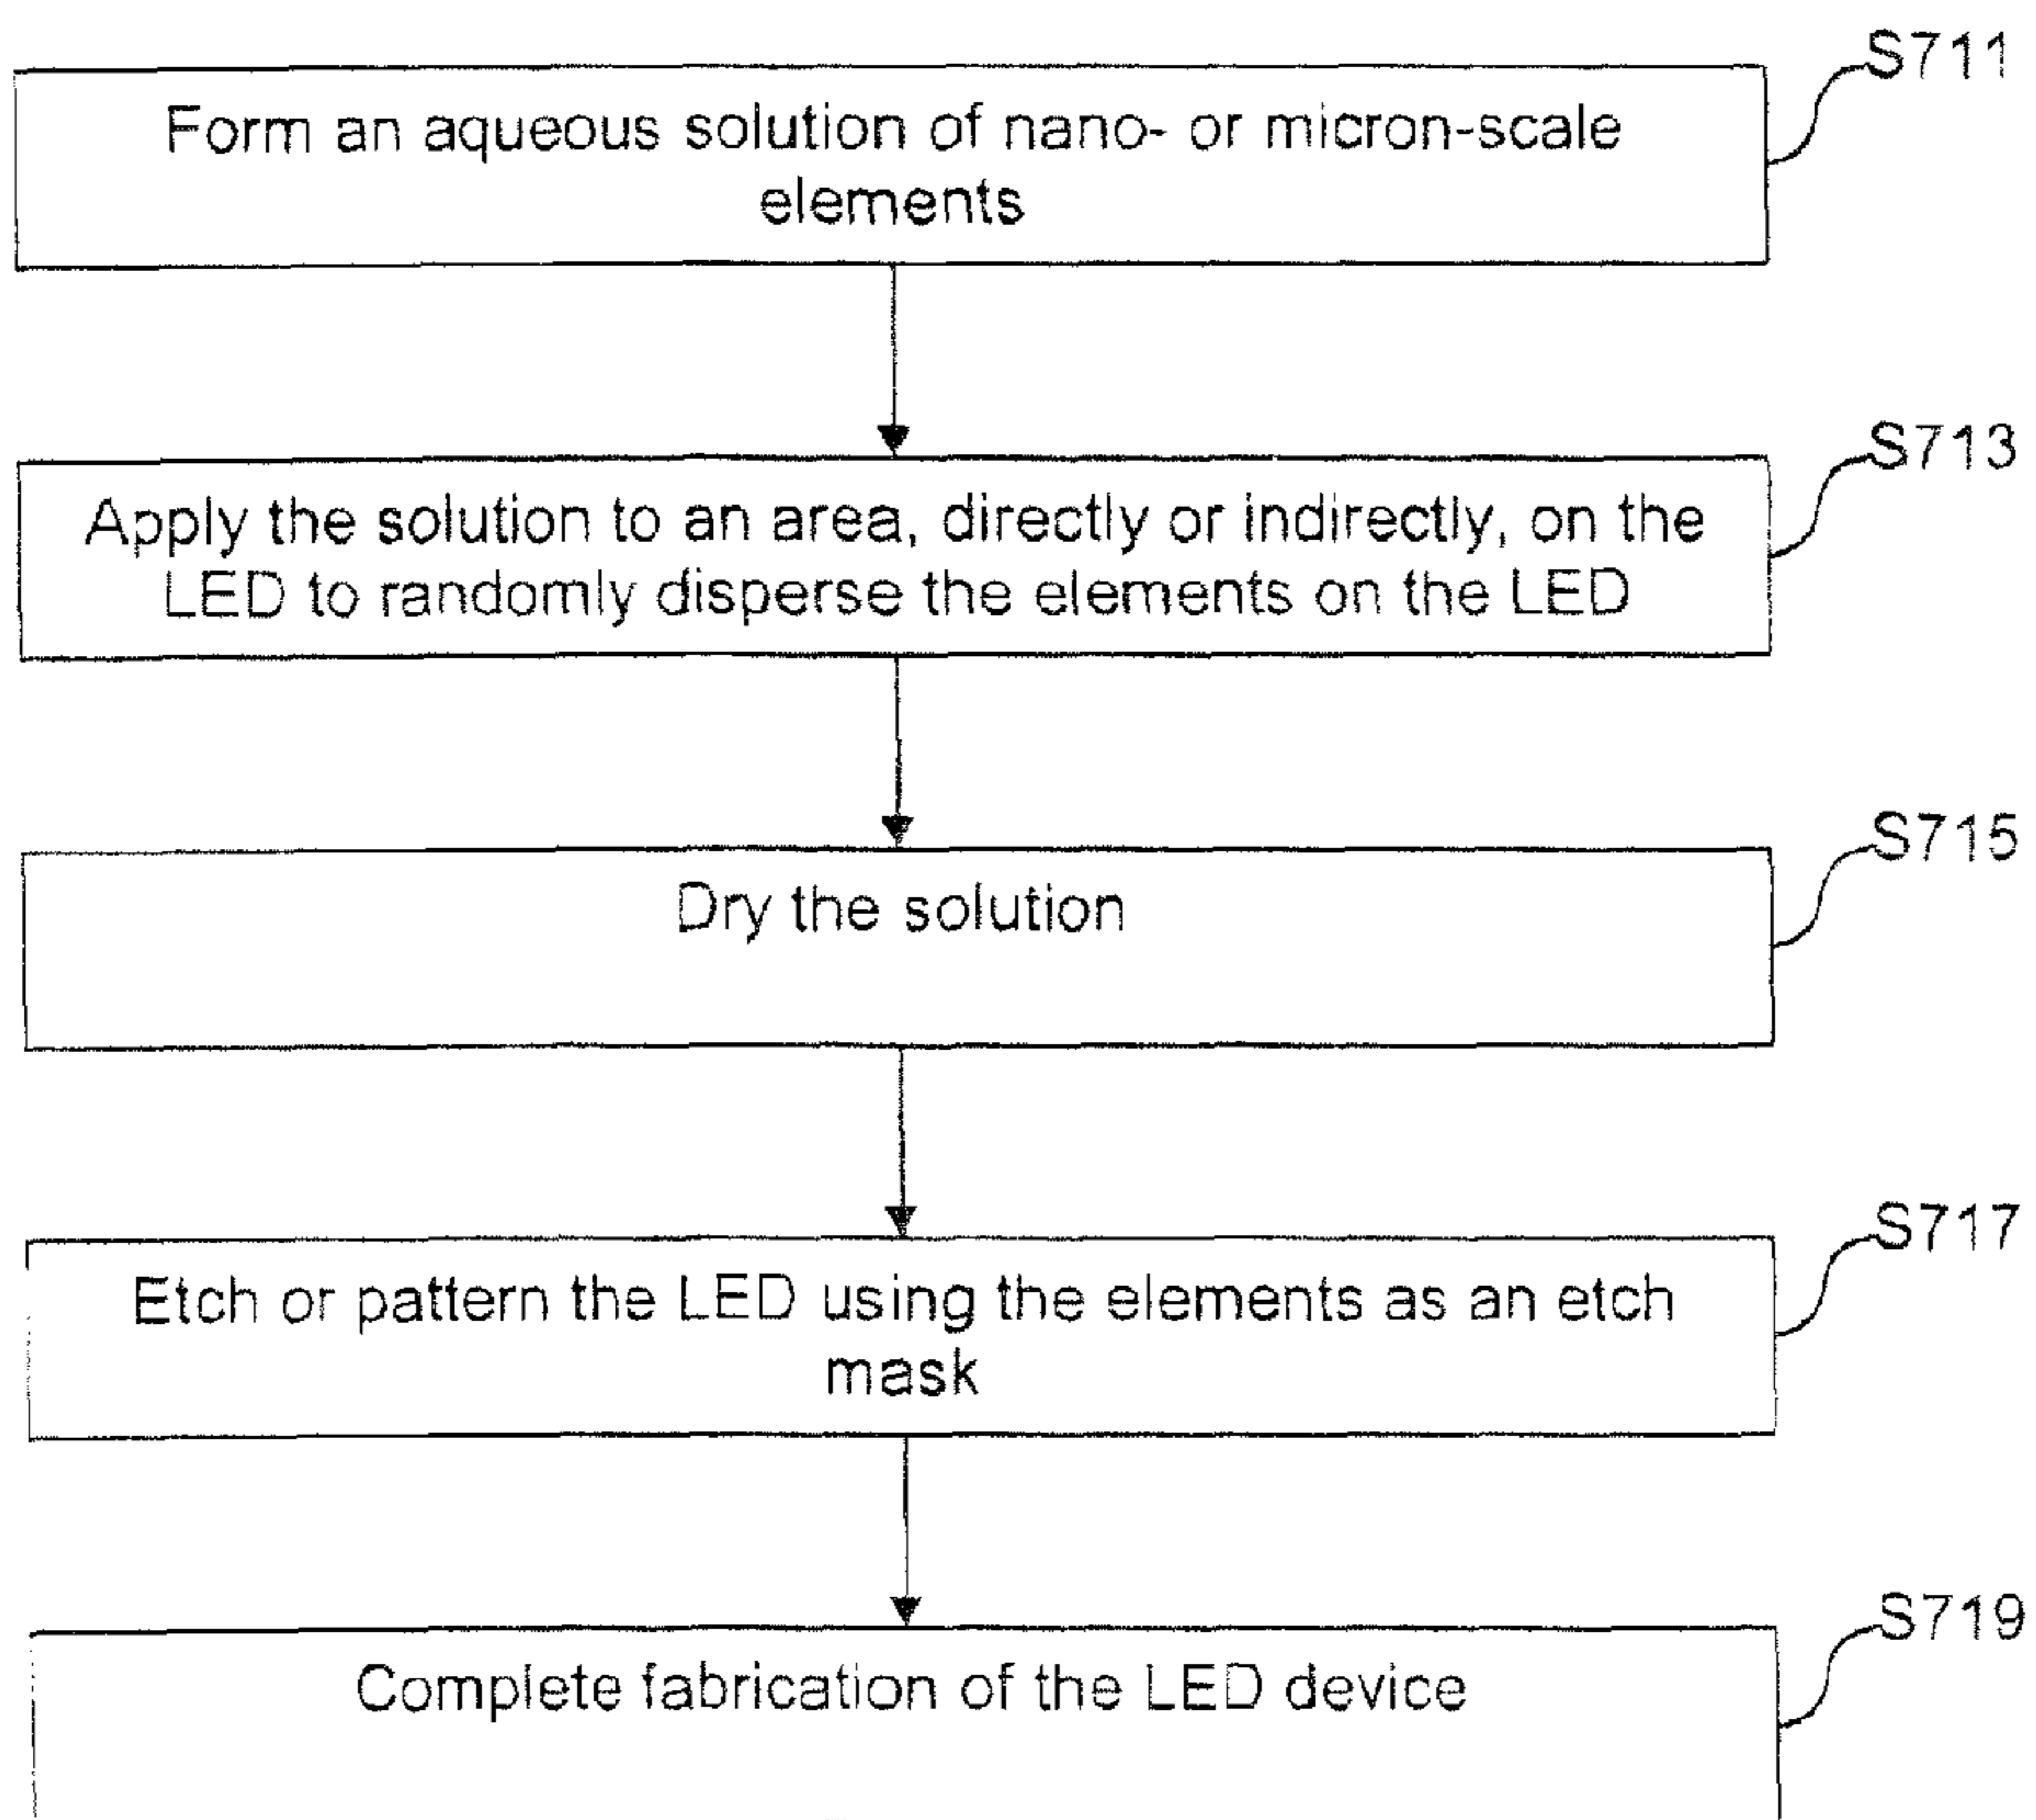 S711
Form an aqueous solution of nano- or micron-scale
elements
S713
Apply the solution to an area, directly or indirectly, on the
LED to randomly disperse the elements on the LED
S715
Dry the solution
S717
Etch or pattern the LED using the elements as an etch
mask
S719
Complete fabrication of the LED device